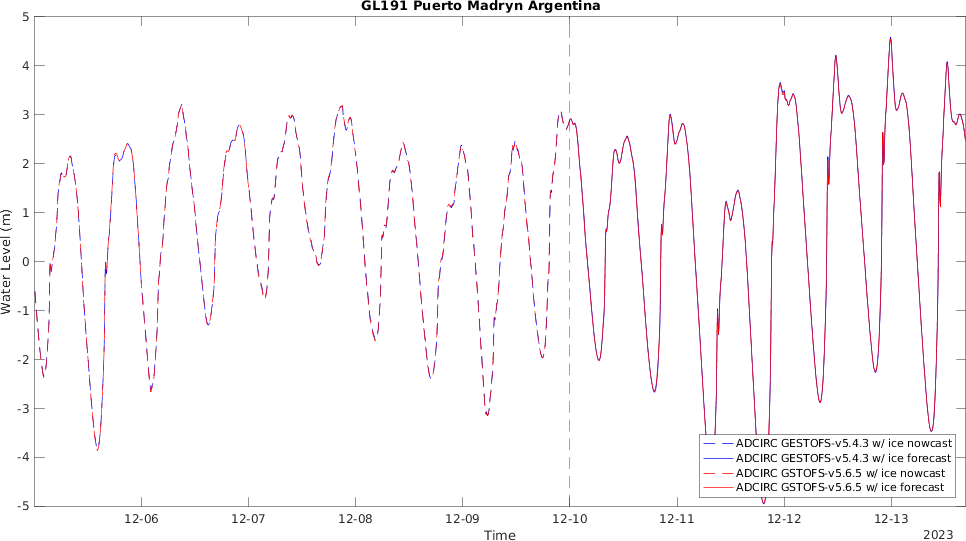 GL191 Puerto Madryn Argentina
5
4
3
2
1
0
-1
-2
-3
-4
-5
Water Level (m)
ADCIRC GESTOFS-v5.4.3 w/ ice nowcast
ADCIRC GESTOFS-v5.4.3 w/ ice forecast
ADCIRC GSTOFS-v5.6.5 w/ ice nowcast
ADCIRC GSTOFS-v5.6.5 w/ ice forecast
12-06 12-07 12-08 12-09 12-10 12-11 12-12 12-13
Time
2023